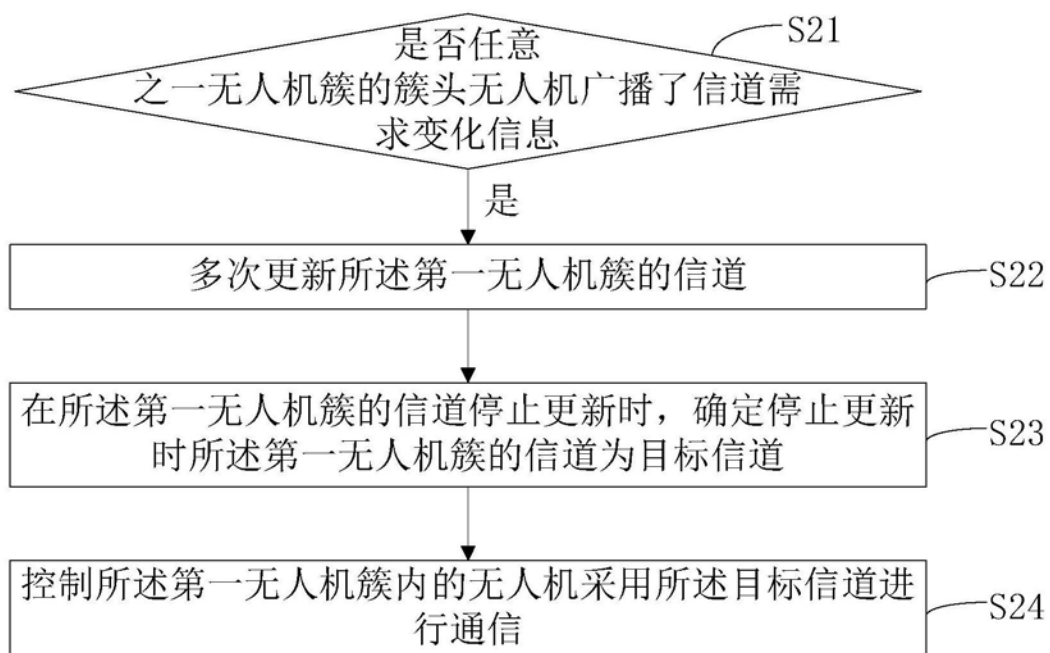 是否任意
之一无人机簇的簇头无人机广播了信道需
求变化信息
S21
是
多次更新所述第一无人机簇的信道
S22
在所述第一无人机簇的信道停止更新时，确定停止更新
时所述第一无人机簇的信道为目标信道
S23
控制所述第一无人机簇内的无人机采用所述目标信道进
行通信
S24